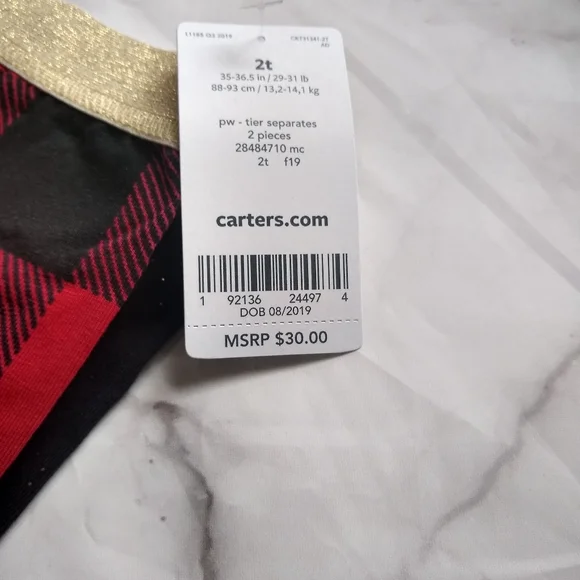 2t
35-36.5 in / 29-31 lb
88-93 cm / 13,2-14,1 kg
pw - tier separates
2 pieces
28484710 mc
2t f19
carters.com
1 92136 24497 4
DOB 08/2019
MSRP $30.00